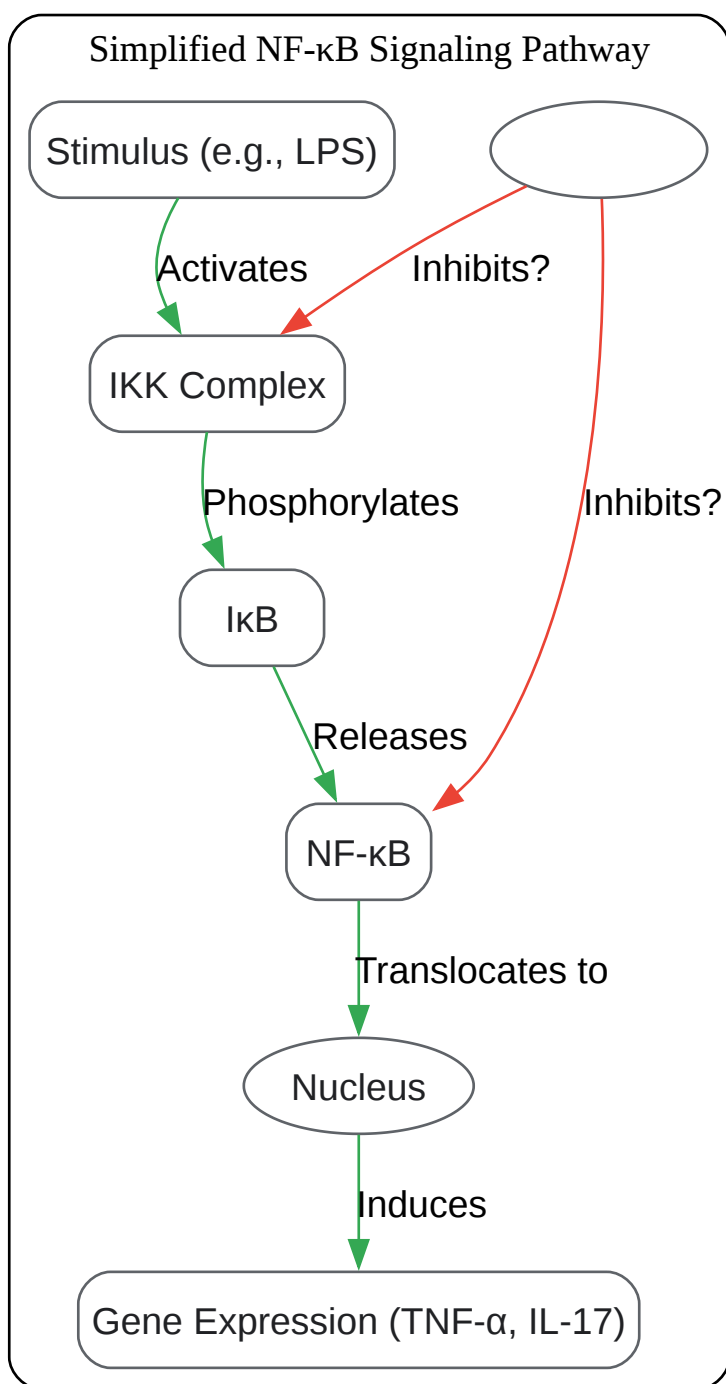 Simplified NF-κB Signaling Pathway
Stimulus (e.g., LPS)
Activates
Inhibits?
IKK Complex
Phosphorylates
Inhibits?
IκB
Releases
NF-κB
Translocates to
Nucleus
Induces
Gene Expression (TNF-α, IL-17)